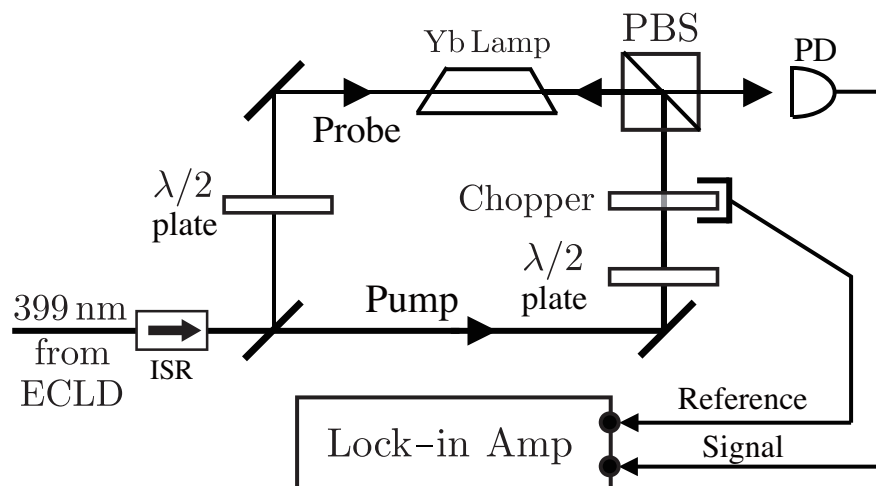 PBS
Yb Lamp
PD
Probe
λ/2
plate
Chopper
λ/2
plate
399 nm
from
ECLD
ISR
Pump
Reference
Lock-in Amp
Signal